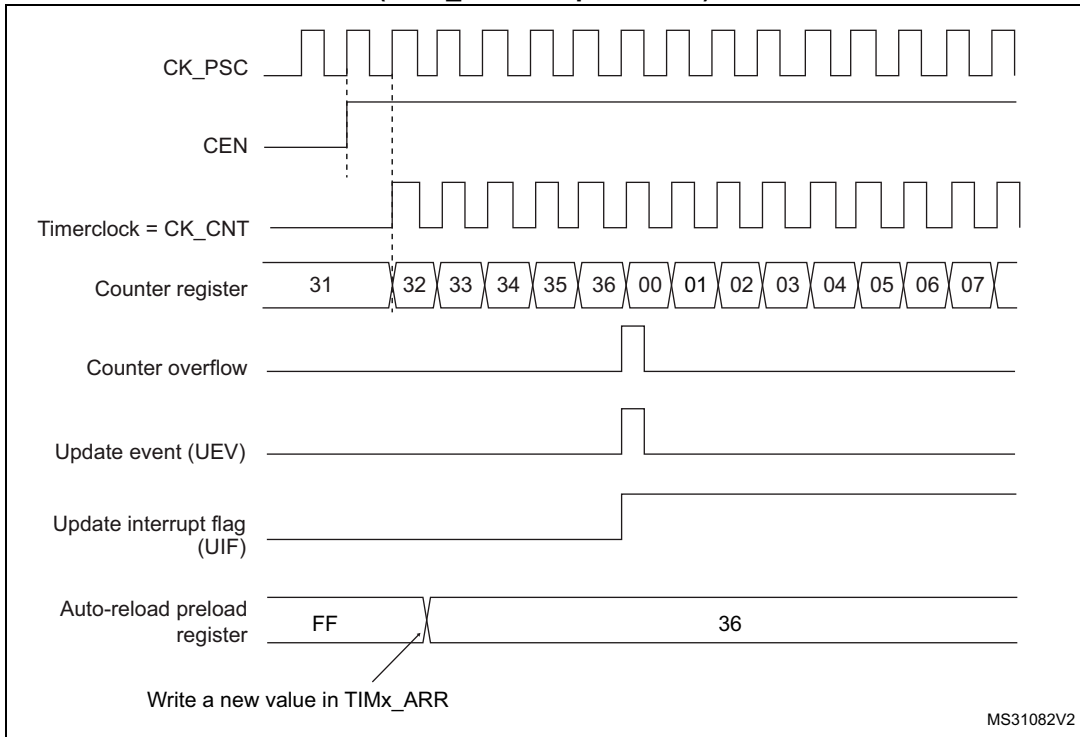 CK_PSC
CEN
Timerclock = CK_CNT
Counter register 31 32 33 34 35 36 00 01 02 03 04 05 06 07
Counter overflow
Update event (UEV)
Update interrupt flag
(UIF)
Auto-reload preload
register
FF 36
Write a new value in TIMx_ARR
MS31082V2